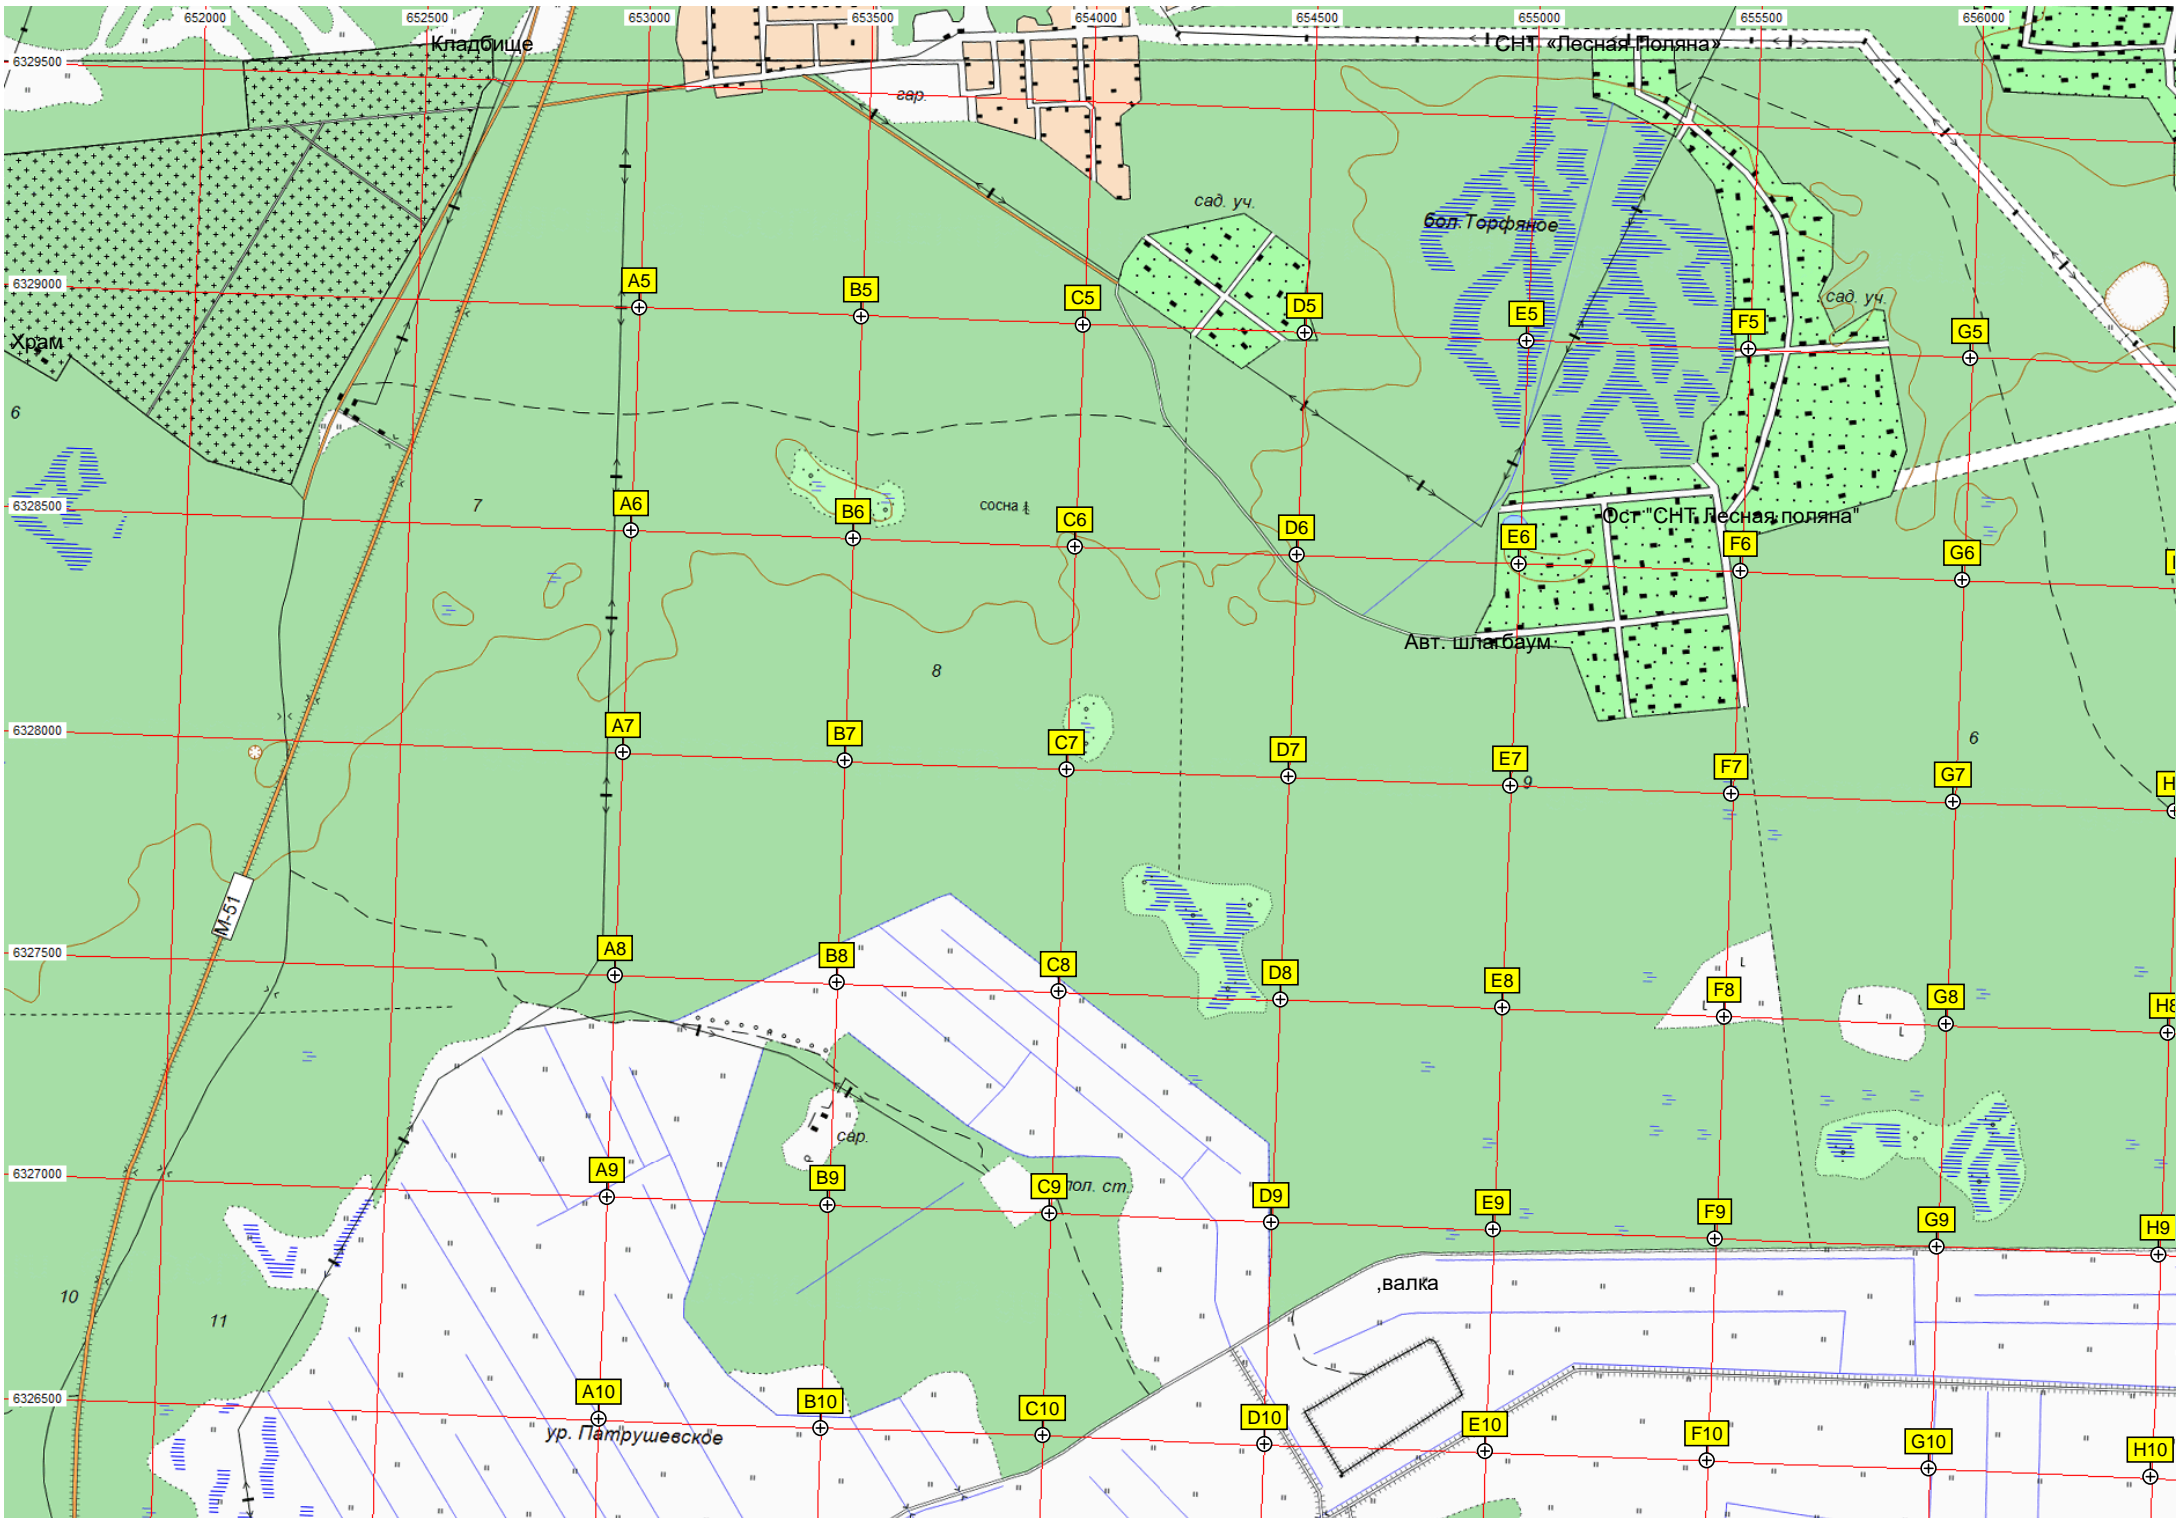 652000 652500 653000 653500 654000 654500 655000 655500 656000
Кладбище
СНТ «Лесная Поляна»
6329500
гар.
сад. уч.
бол.Торфяное
6329000
A5 B5 C5 D5 E5 F5 G5
сад. уч.
Храм
6
7
сосна
6328500
A6 B6 C6 D6 E6 F6 G6
Ост "СНТ Лесная поляна"
Авт. шлагбаум
8
6
6328000
A7 B7 C7 D7 E7 F7 G7 H
9
М-51
6327500
A8 B8 C8 D8 E8 F8 G8 H8
сар.
6327000
A9 B9 C9 D9 E9 F9 G9 H9
пол. ст.
,валка
10
11
6326500
A10 B10 C10 D10 E10 F10 G10 H10
ур. Патрушевское